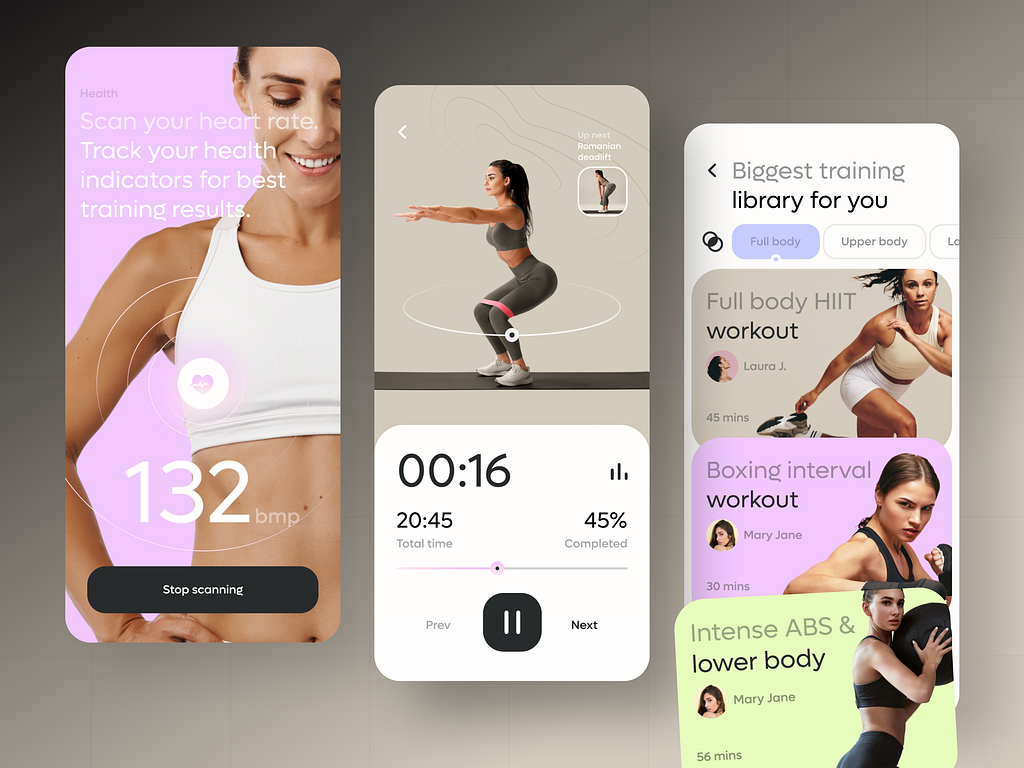 Health
Scan your heart rate.
Track your health
indicators for best
training results.
132 bmp
Stop scanning
Up next
Romanian
deadlift
00:16
20:45
45%
Total time
Completed
Prev
Next
Biggest training
library for you
Full body
Upper body
Lo
Full body HIIT
workout
Laura J.
45 mins
Boxing interval
workout
Mary Jane
30 mins
Intense ABS &
lower body
Mary Jane
56 mins